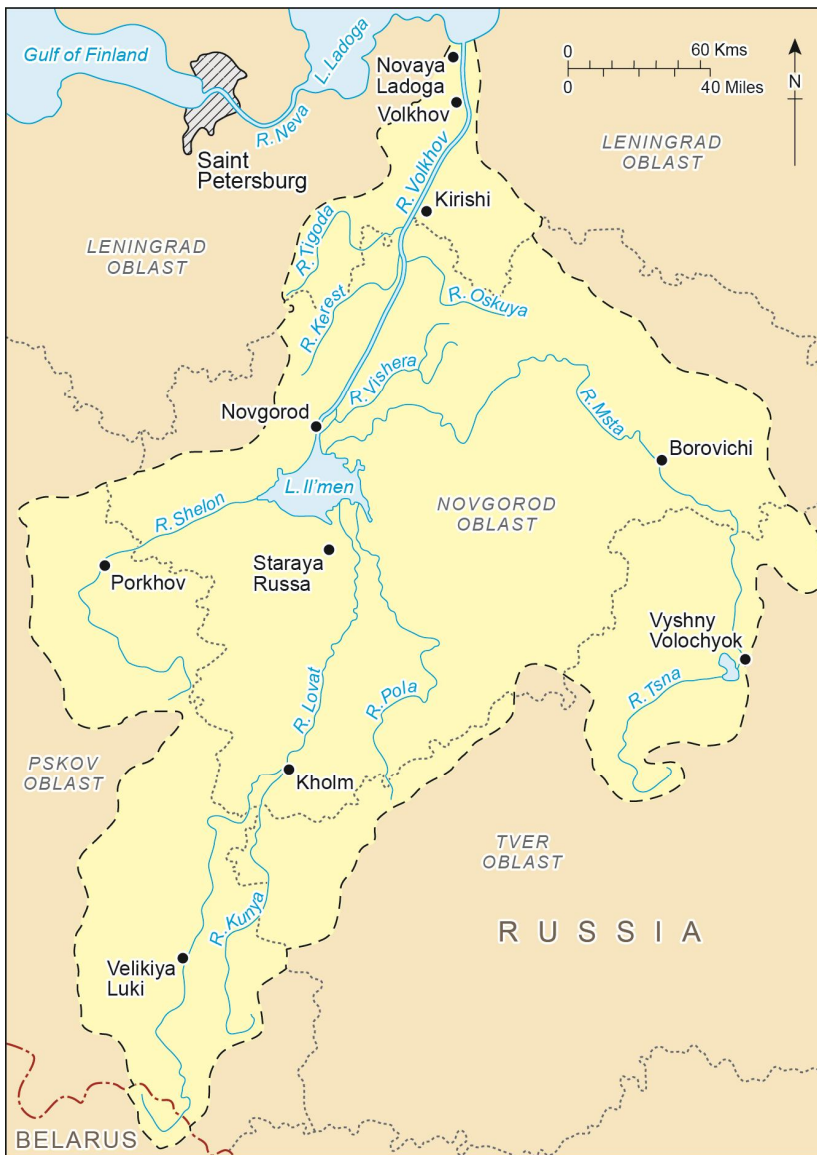 Gulf of Finland
L. Ladoga
0 60 Kms
0 40 Miles
N
Novaya
Ladoga
Volkhov
R. Neva
Saint
Petersburg
LENINGRAD
OBLAST
R. Volkhov
Kirishi
LENINGRAD
OBLAST
R. Tigoda
R. Kerest
R. Oskuya
R. Vishera
R. Msta
Novgorod
Borovichi
L. Il'men
R. Shelon
NOVGOROD
OBLAST
Staraya
Russa
Porkhov
Vyshny
Volochyok
R. Lovat
R. Pola
R. Tsna
PSKOV
OBLAST
Kholm
TVER
OBLAST
R. Kunya
RUSSIA
Velikiya
Luki
BELARUS